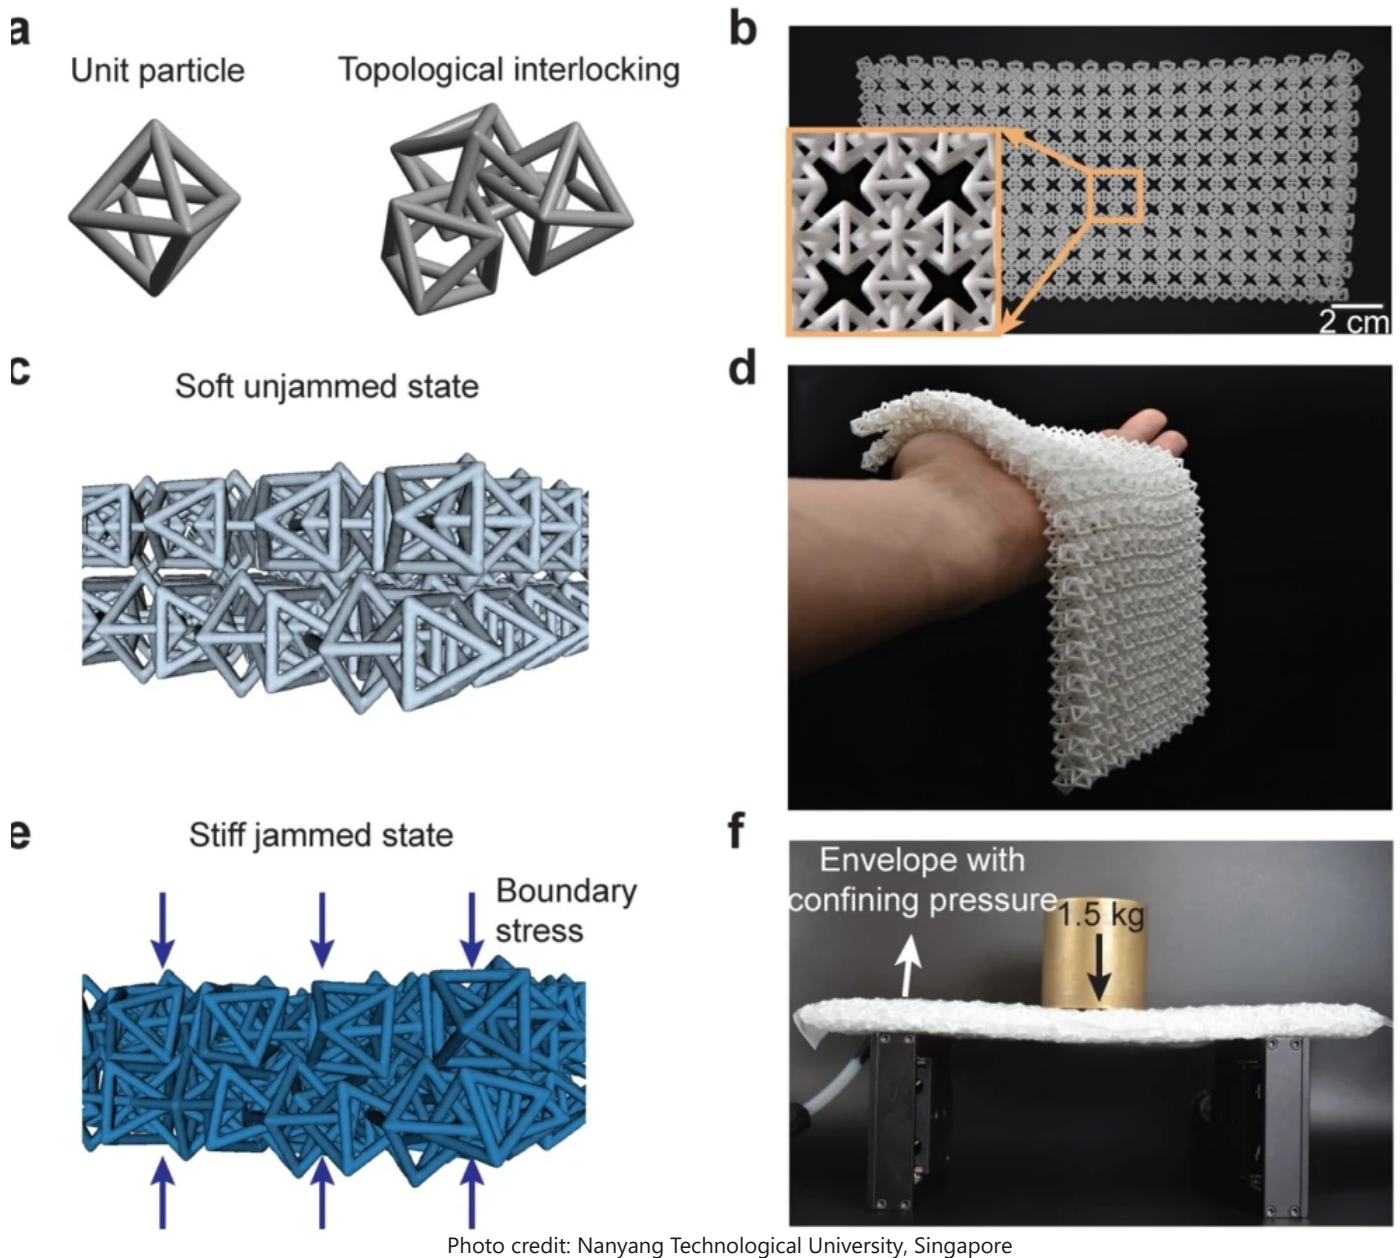 a
Unit particle
Topological interlocking
b
2 cm
c
Soft unjammed state
d
e
Stiff jammed state
Boundary
stress
f
Envelope with
confining pressure
1.5 kg
Photo credit: Nanyang Technological University, Singapore